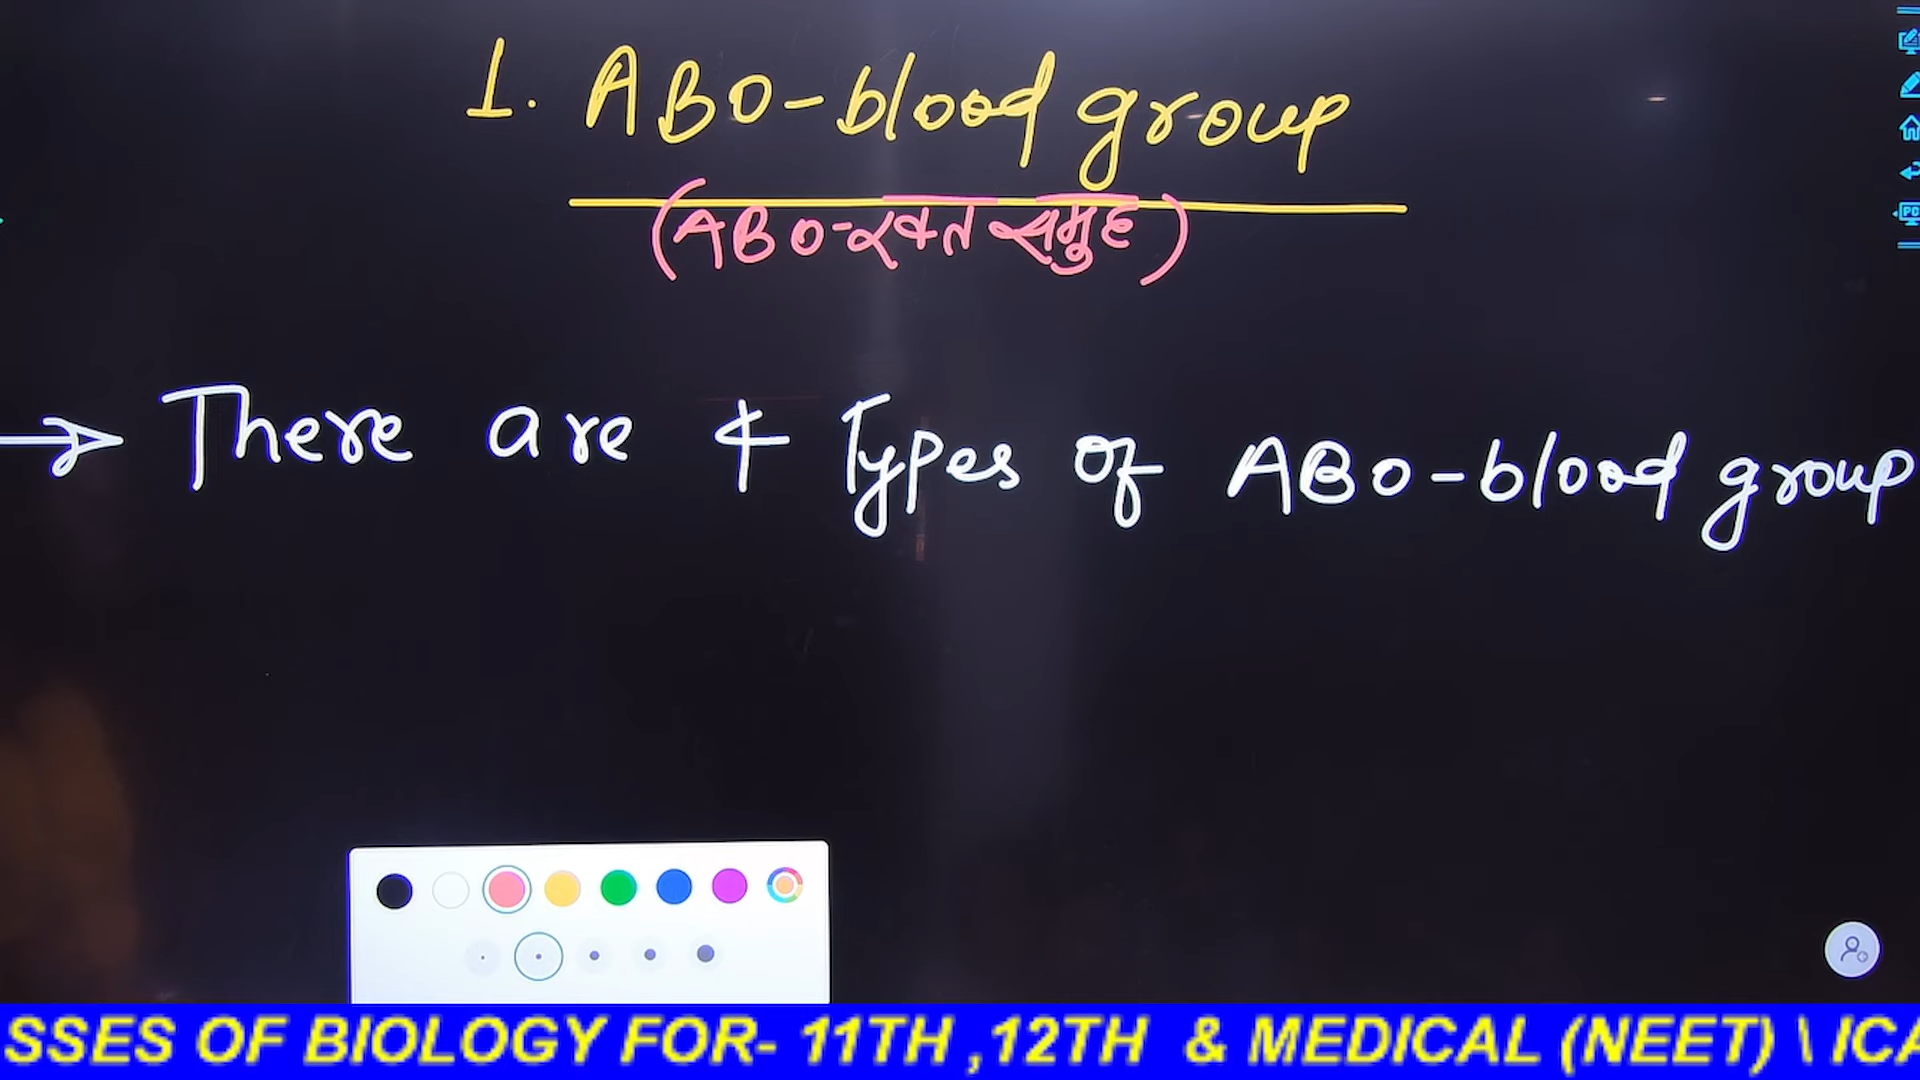 1. ABO-blood group
(ABO-रक्त समुह)
→ There are 4 Types of ABO-blood group
SSES OF BIOLOGY FOR- 11TH ,12TH & MEDICAL (NEET) \ ICA